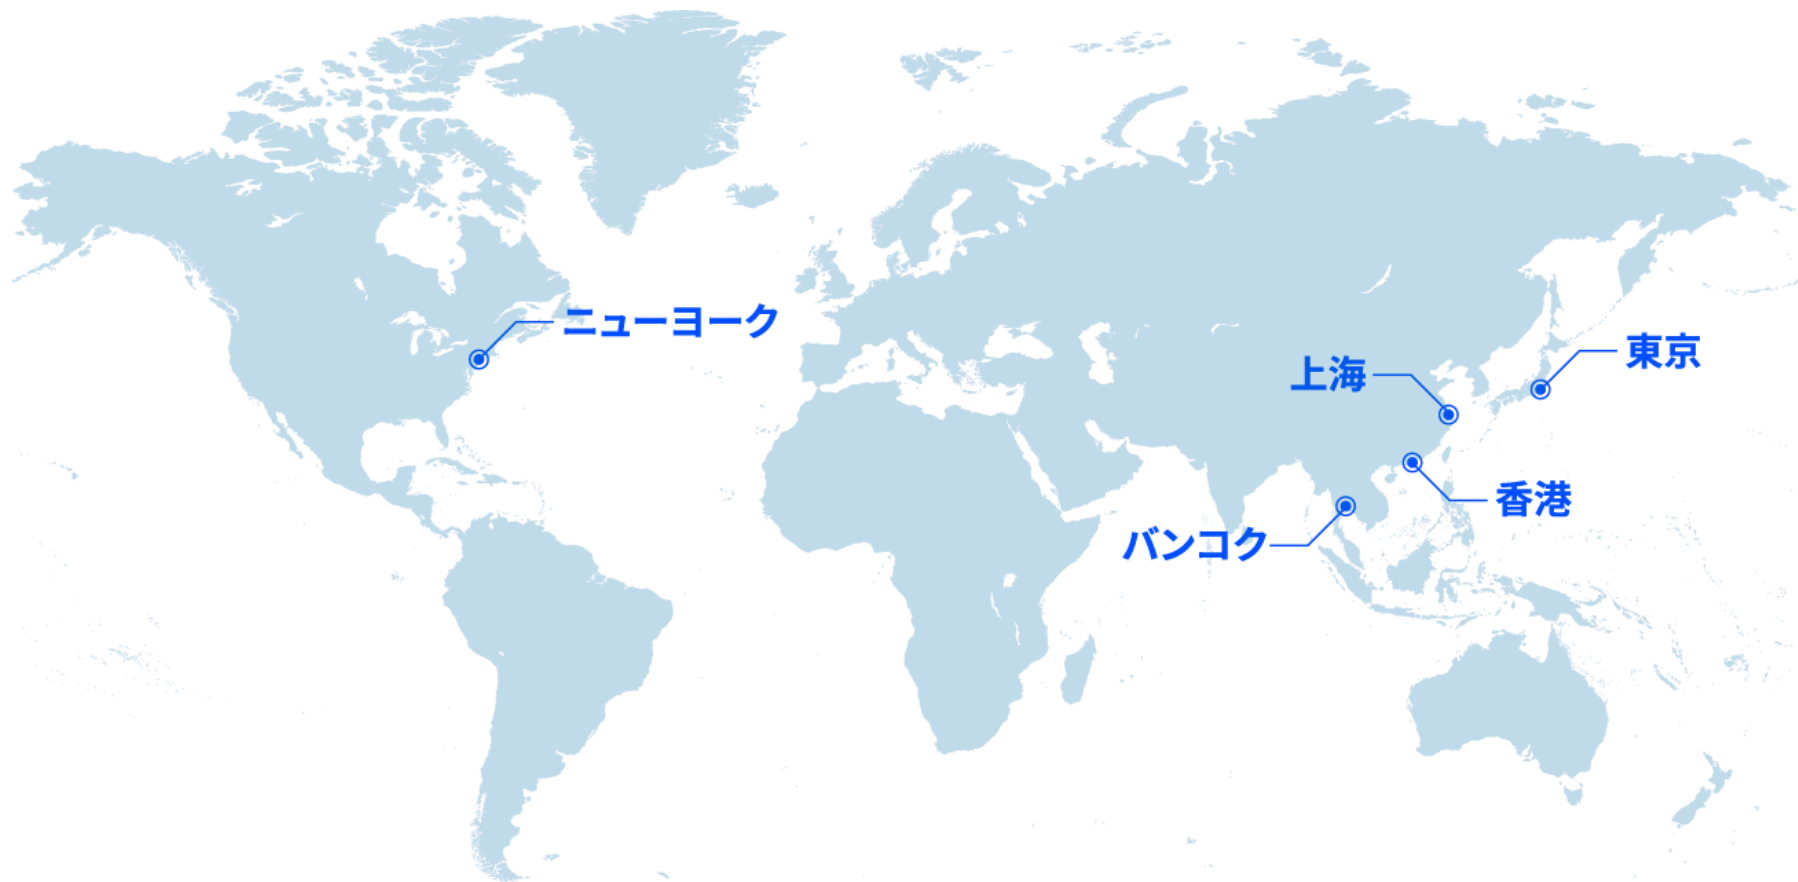 ニューヨーク
東京
上海
香港
バンコク